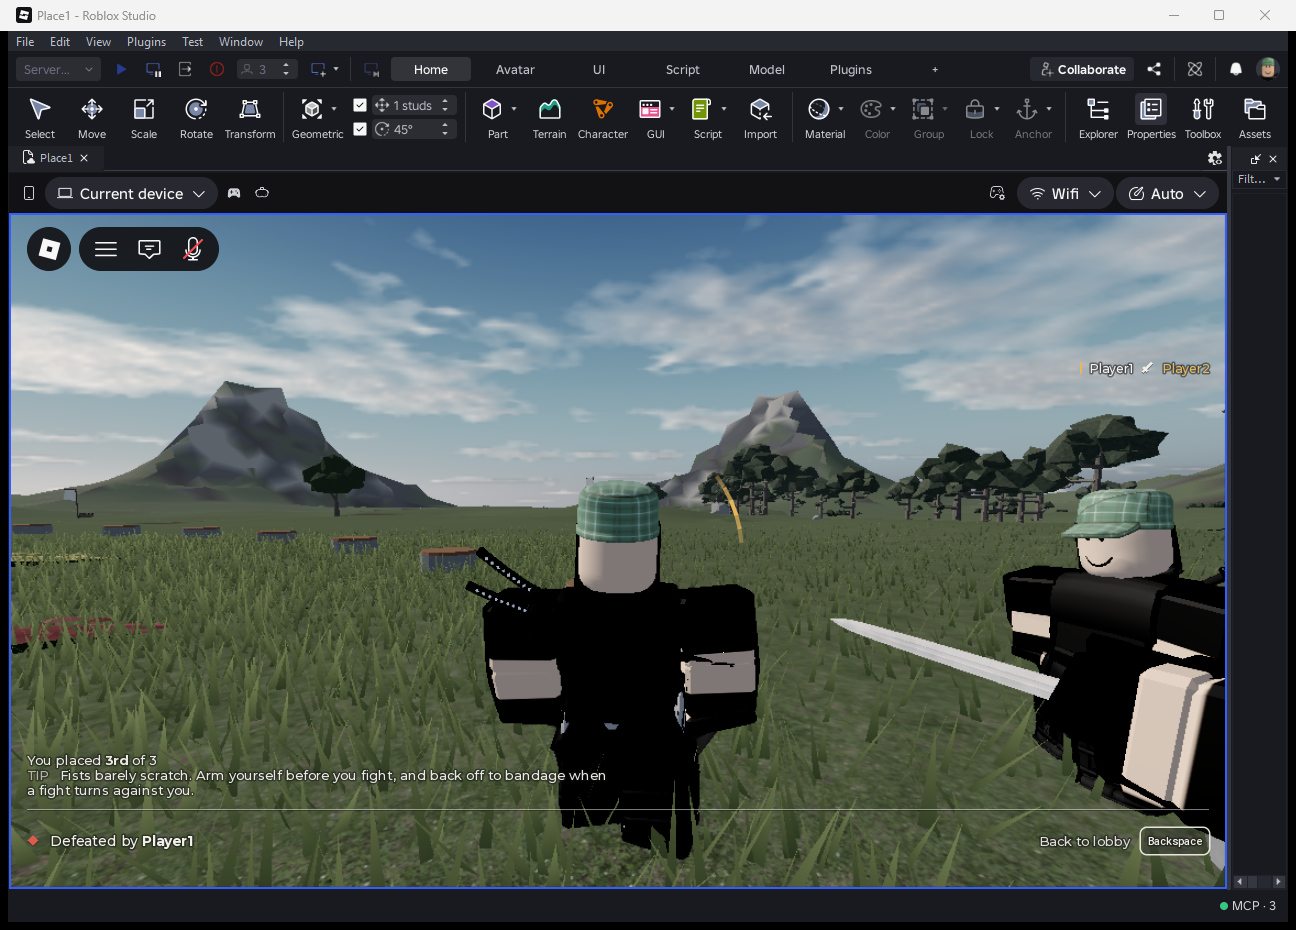 Place1 - Roblox Studio
File Edit View Plugins Test Window Help
Server... 3 Home Avatar UI Script Model Plugins + Collaborate
1 studs
45°
Select Move Scale Rotate Transform Geometric Part Terrain Character GUI Script Import Material Color Group Lock Anchor Explorer Properties Toolbox Assets
Place1
Filt...
Current device Wifi Auto
Player1 Player2
You placed 3rd of 3
TIP Fists barely scratch. Arm yourself before you fight, and back off to bandage when
a fight turns against you.
Defeated by Player1 Back to lobby Backspace
MCP · 3